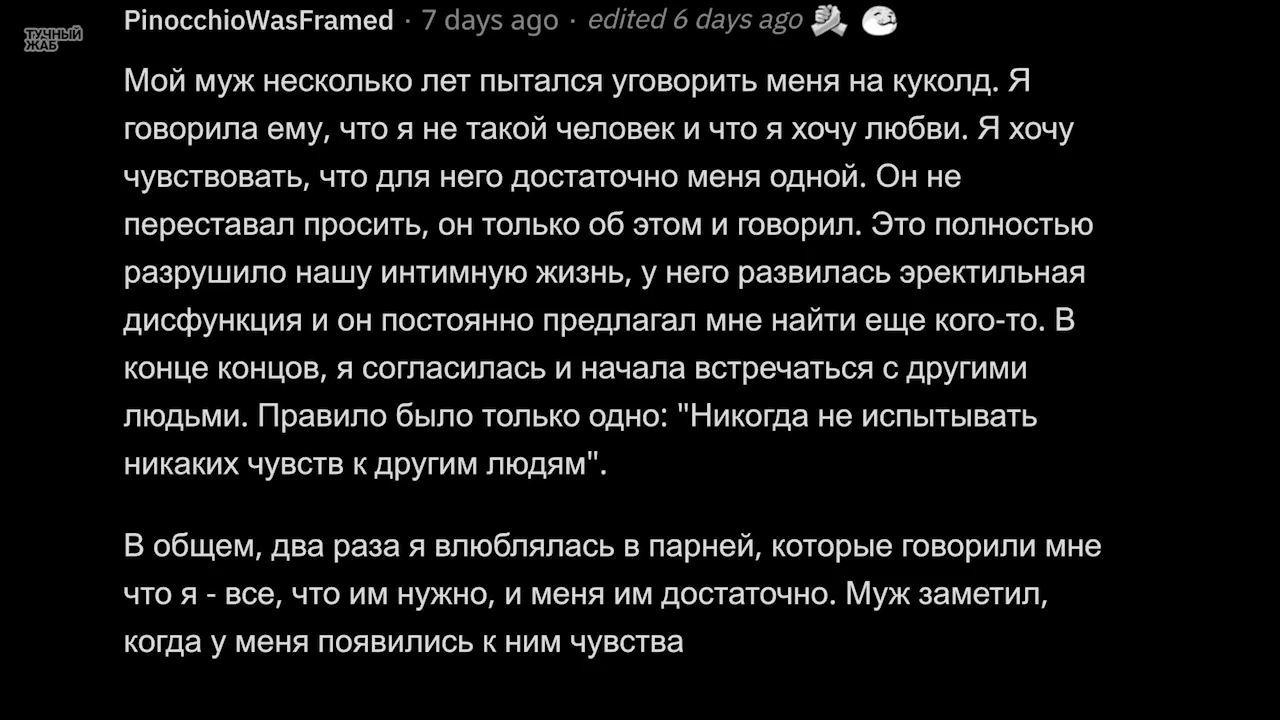 ТУЧНЫЙ
ЖАБ
PinocchioWasFramed · 7 days ago · edited 6 days ago
Мой муж несколько лет пытался уговорить меня на куколд. Я
говорила ему, что я не такой человек и что я хочу любви. Я хочу
чувствовать, что для него достаточно меня одной. Он не
переставал просить, он только об этом и говорил. Это полностью
разрушило нашу интимную жизнь, у него развилась эректильная
дисфункция и он постоянно предлагал мне найти еще кого-то. В
конце концов, я согласилась и начала встречаться с другими
людьми. Правило было только одно: "Никогда не испытывать
никаких чувств к другим людям".
В общем, два раза я влюблялась в парней, которые говорили мне
что я - все, что им нужно, и меня им достаточно. Муж заметил,
когда у меня появились к ним чувства